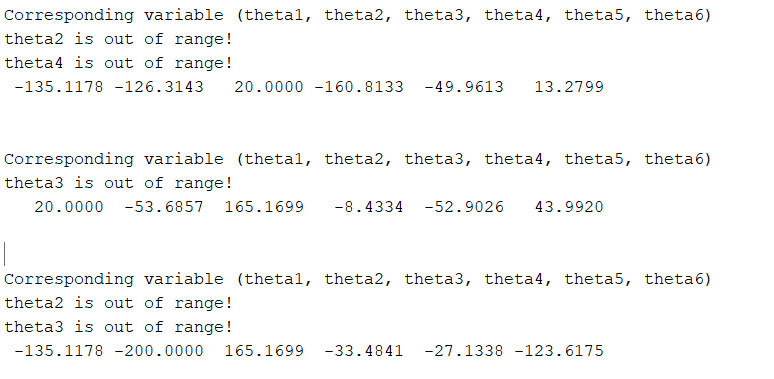 Corresponding variable (theta1, theta2, theta3, theta4, theta5, theta6)
theta2 is out of range!
theta4 is out of range!
-135.1178 -126.3143 20.0000 -160.8133 -49.9613 13.2799
Corresponding variable (theta1, theta2, theta3, theta4, theta5, theta6)
theta3 is out of range!
20.0000 -53.6857 165.1699 -8.4334 -52.9026 43.9920
Corresponding variable (theta1, theta2, theta3, theta4, theta5, theta6)
theta2 is out of range!
theta3 is out of range!
-135.1178 -200.0000 165.1699 -33.4841 -27.1338 -123.6175